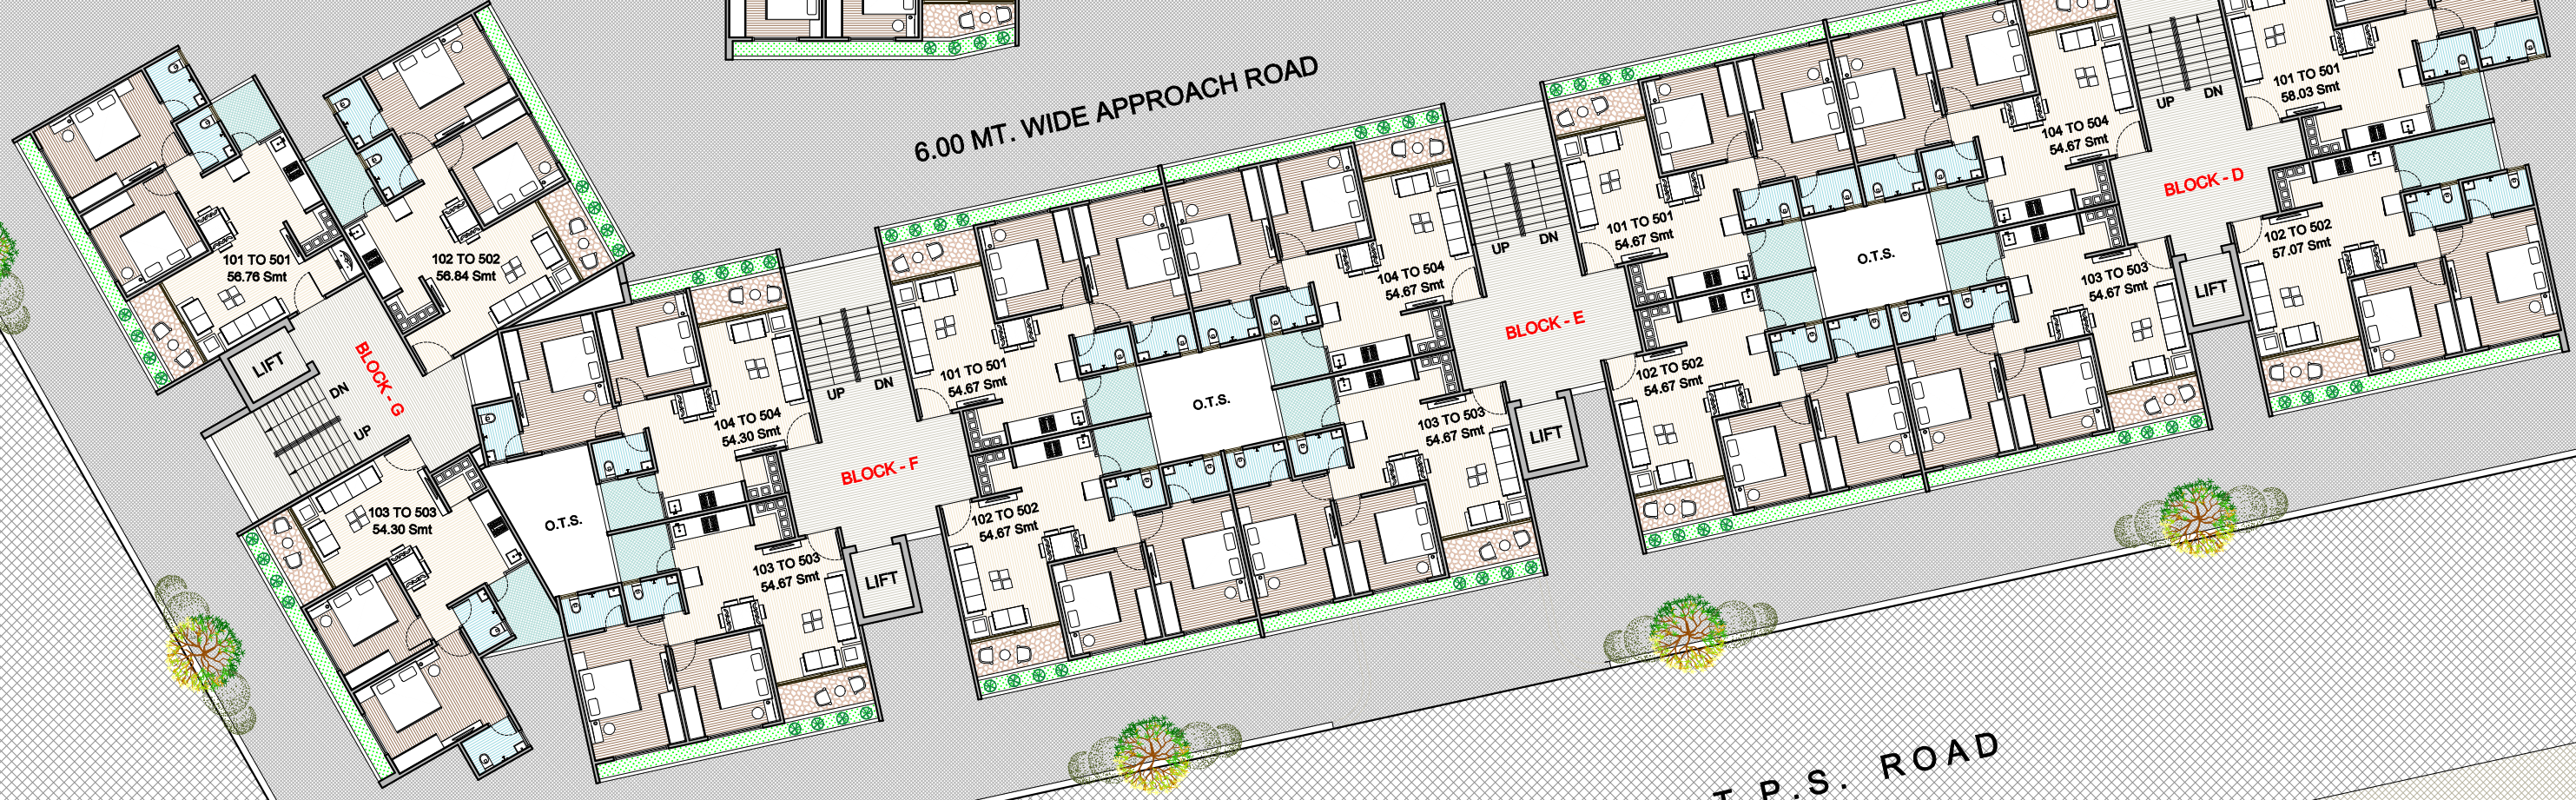 6.00 MT. WIDE APPROACH ROAD
101 TO 501
56.76 Smt
102 TO 502
56.84 Smt
LIFT
DN
UP
BLOCK - G
103 TO 503
54.30 Smt
O.T.S.
104 TO 504
54.30 Smt
103 TO 503
54.67 Smt
UP
DN
BLOCK - F
LIFT
101 TO 501
54.67 Smt
102 TO 502
54.67 Smt
O.T.S.
104 TO 504
54.67 Smt
103 TO 503
54.67 Smt
UP
DN
BLOCK - E
LIFT
101 TO 501
54.67 Smt
102 TO 502
54.67 Smt
O.T.S.
104 TO 504
54.67 Smt
103 TO 503
54.67 Smt
UP
DN
BLOCK - D
LIFT
101 TO 501
58.03 Smt
102 TO 502
57.07 Smt
T.P.S. ROAD